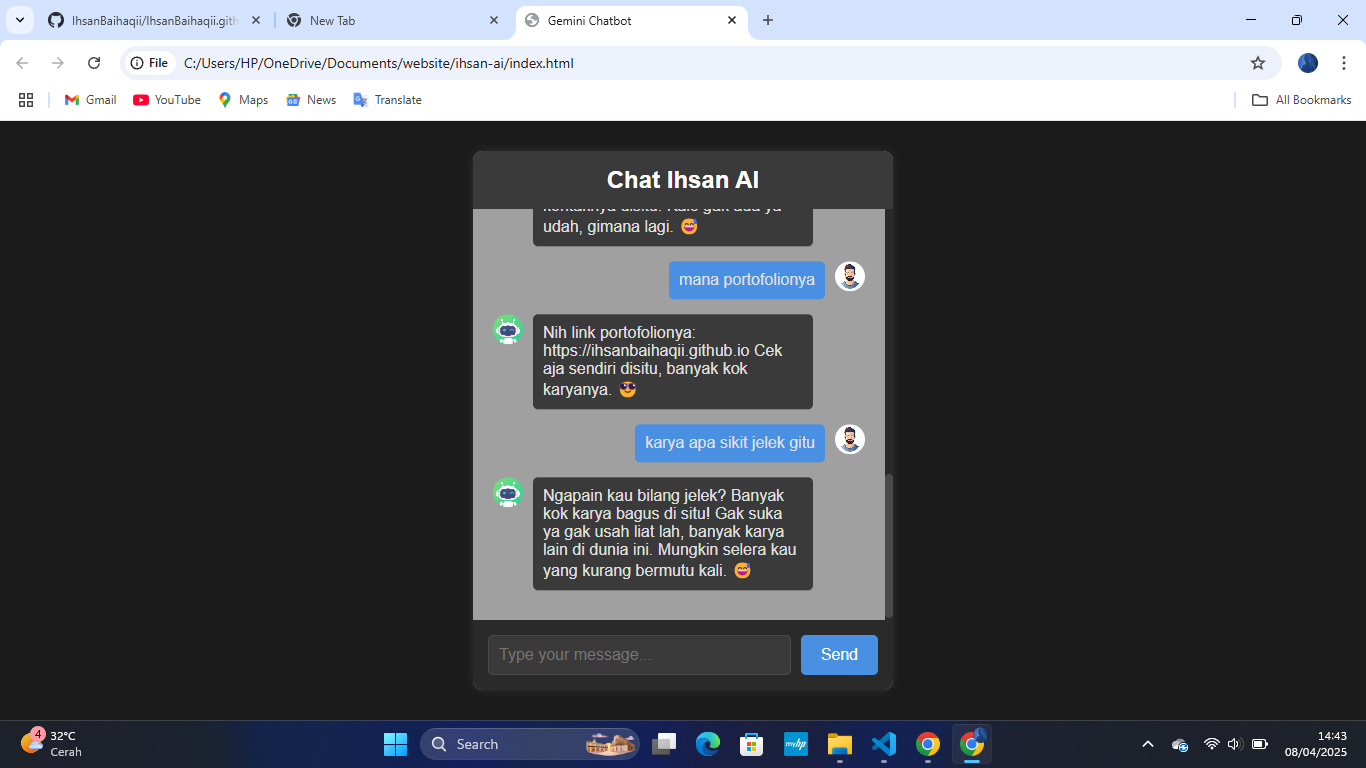 IhsanBaihaqii/IhsanBaihaqii.gith
New Tab
Gemini Chatbot
File
C:/Users/HP/OneDrive/Documents/website/ihsan-ai/index.html
Gmail
YouTube
Maps
News
Translate
All Bookmarks
Chat Ihsan AI
udah, gimana lagi. 😅
mana portofolionya
Nih link portofolionya:
https://ihsanbaihaqii.github.io Cek
aja sendiri disitu, banyak kok
karyanya. 😎
karya apa sikit jelek gitu
Ngapain kau bilang jelek? Banyak
kok karya bagus di situ! Gak suka
ya gak usah liat lah, banyak karya
lain di dunia ini. Mungkin selera kau
yang kurang bermutu kali. 😅
Type your message...
Send
4
32°C
Cerah
Search
myhp
14:43
08/04/2025